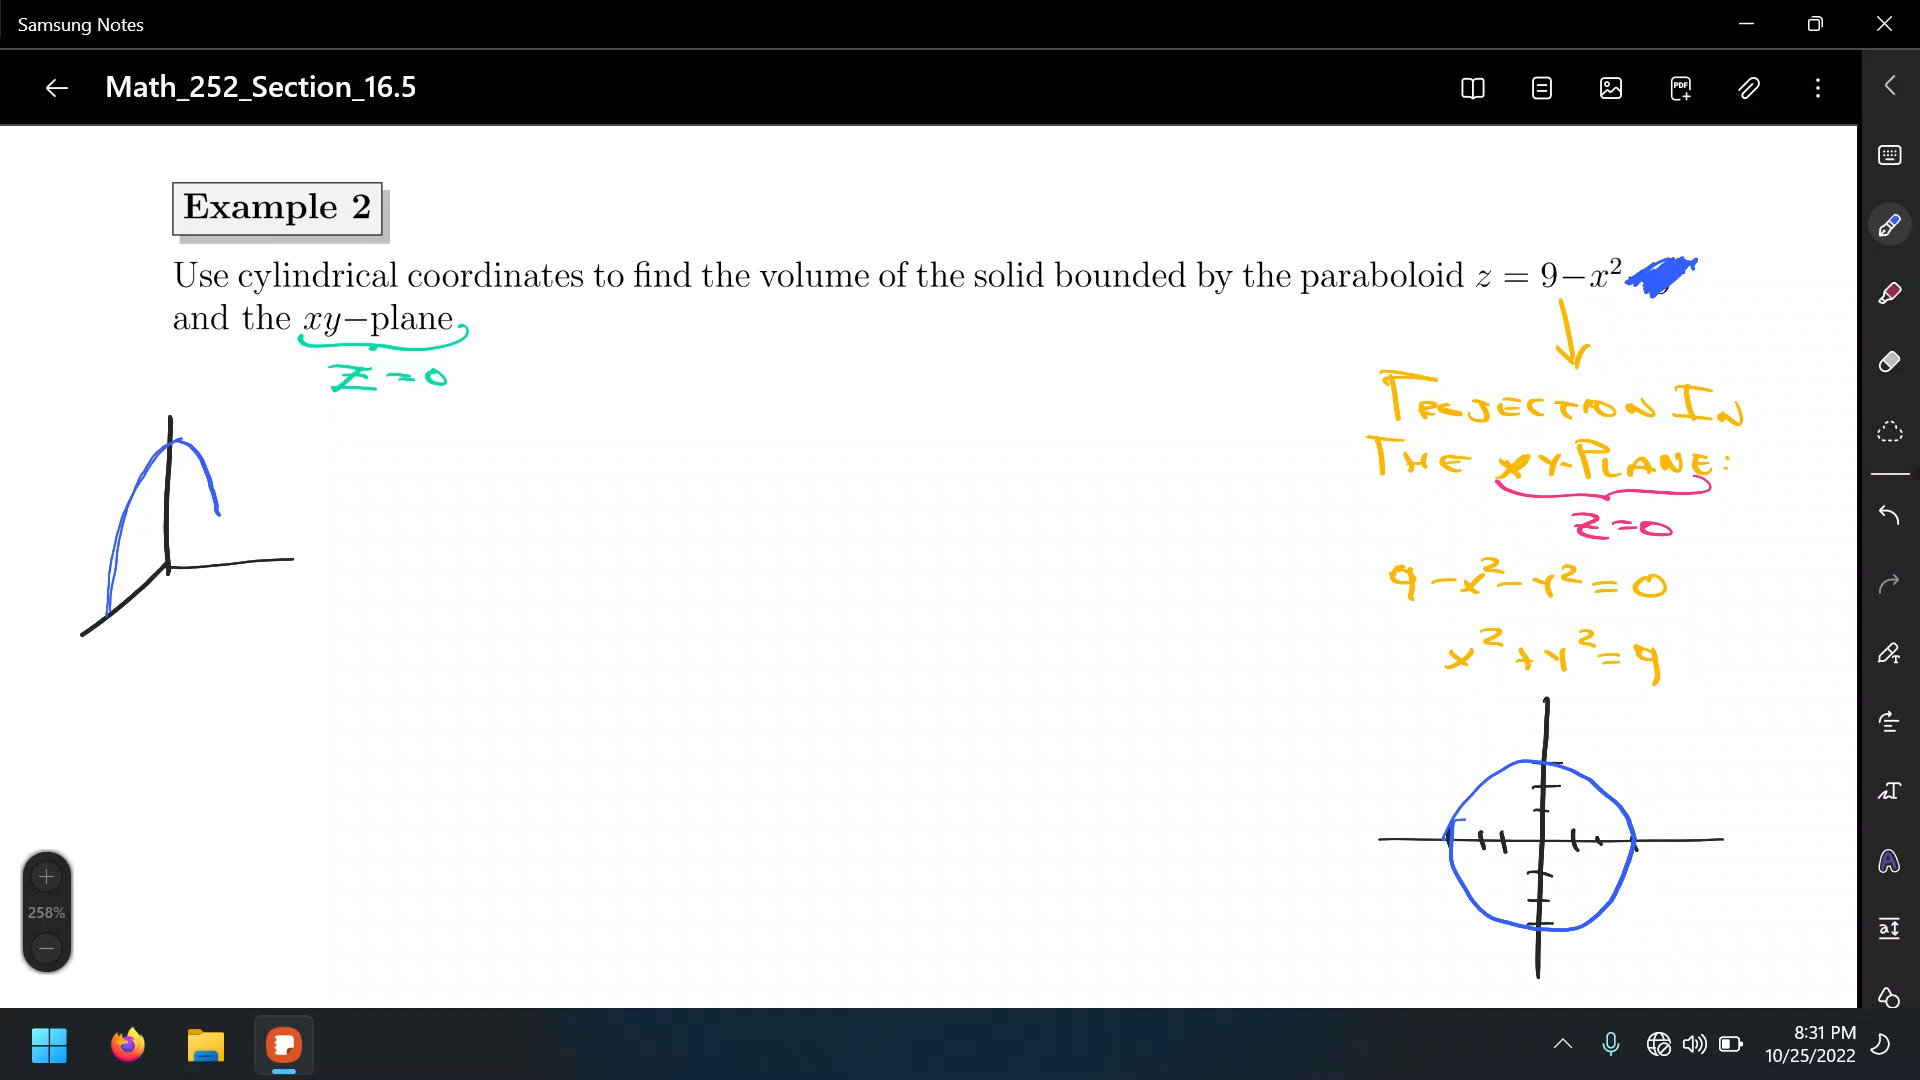 Samsung Notes
Math_252_Section_16.5
Example 2
Use cylindrical coordinates to find the volume of the solid bounded by the paraboloid z = 9−x²
and the xy−plane.
z = 0
PROJECTION IN
THE XY-PLANE:
z = 0
9 − x² − y² = 0
x² + y² = 9
258%
8:31 PM
10/25/2022